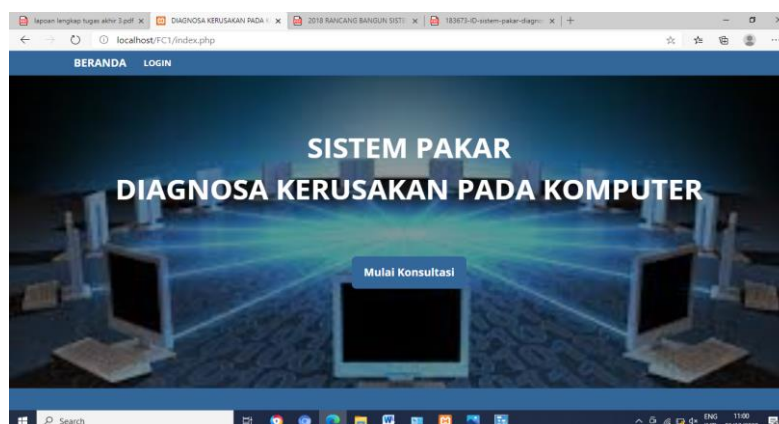 lapoan lengkap tugas akhir 3.pdf
DIAGNOSA KERUSAKAN PADA
2018 RANCANG BANGUN SISTE
183673-ID-sistem-pakar-diagno
localhost/FC1/index.php
BERANDA LOGIN
SISTEM PAKAR
DIAGNOSA KERUSAKAN PADA KOMPUTER
Mulai Konsultasi
Search
ENG 11:00